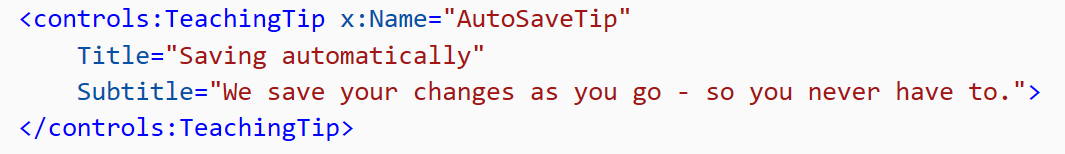 <controls:TeachingTip x:Name="AutoSaveTip"
    Title="Saving automatically"
    Subtitle="We save your changes as you go - so you never have to.">
</controls:TeachingTip>